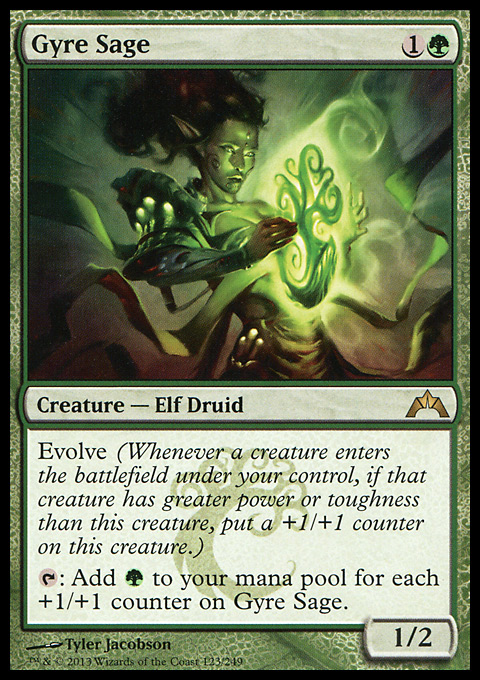 Gyre Sage 1
Creature — Elf Druid
Evolve (Whenever a creature enters
the battlefield under your control, if that
creature has greater power or toughness
than this creature, put a +1/+1 counter
on this creature.)
: Add to your mana pool for each
+1/+1 counter on Gyre Sage.
1/2
Tyler Jacobson
™ & © 2013 Wizards of the Coast 123/249